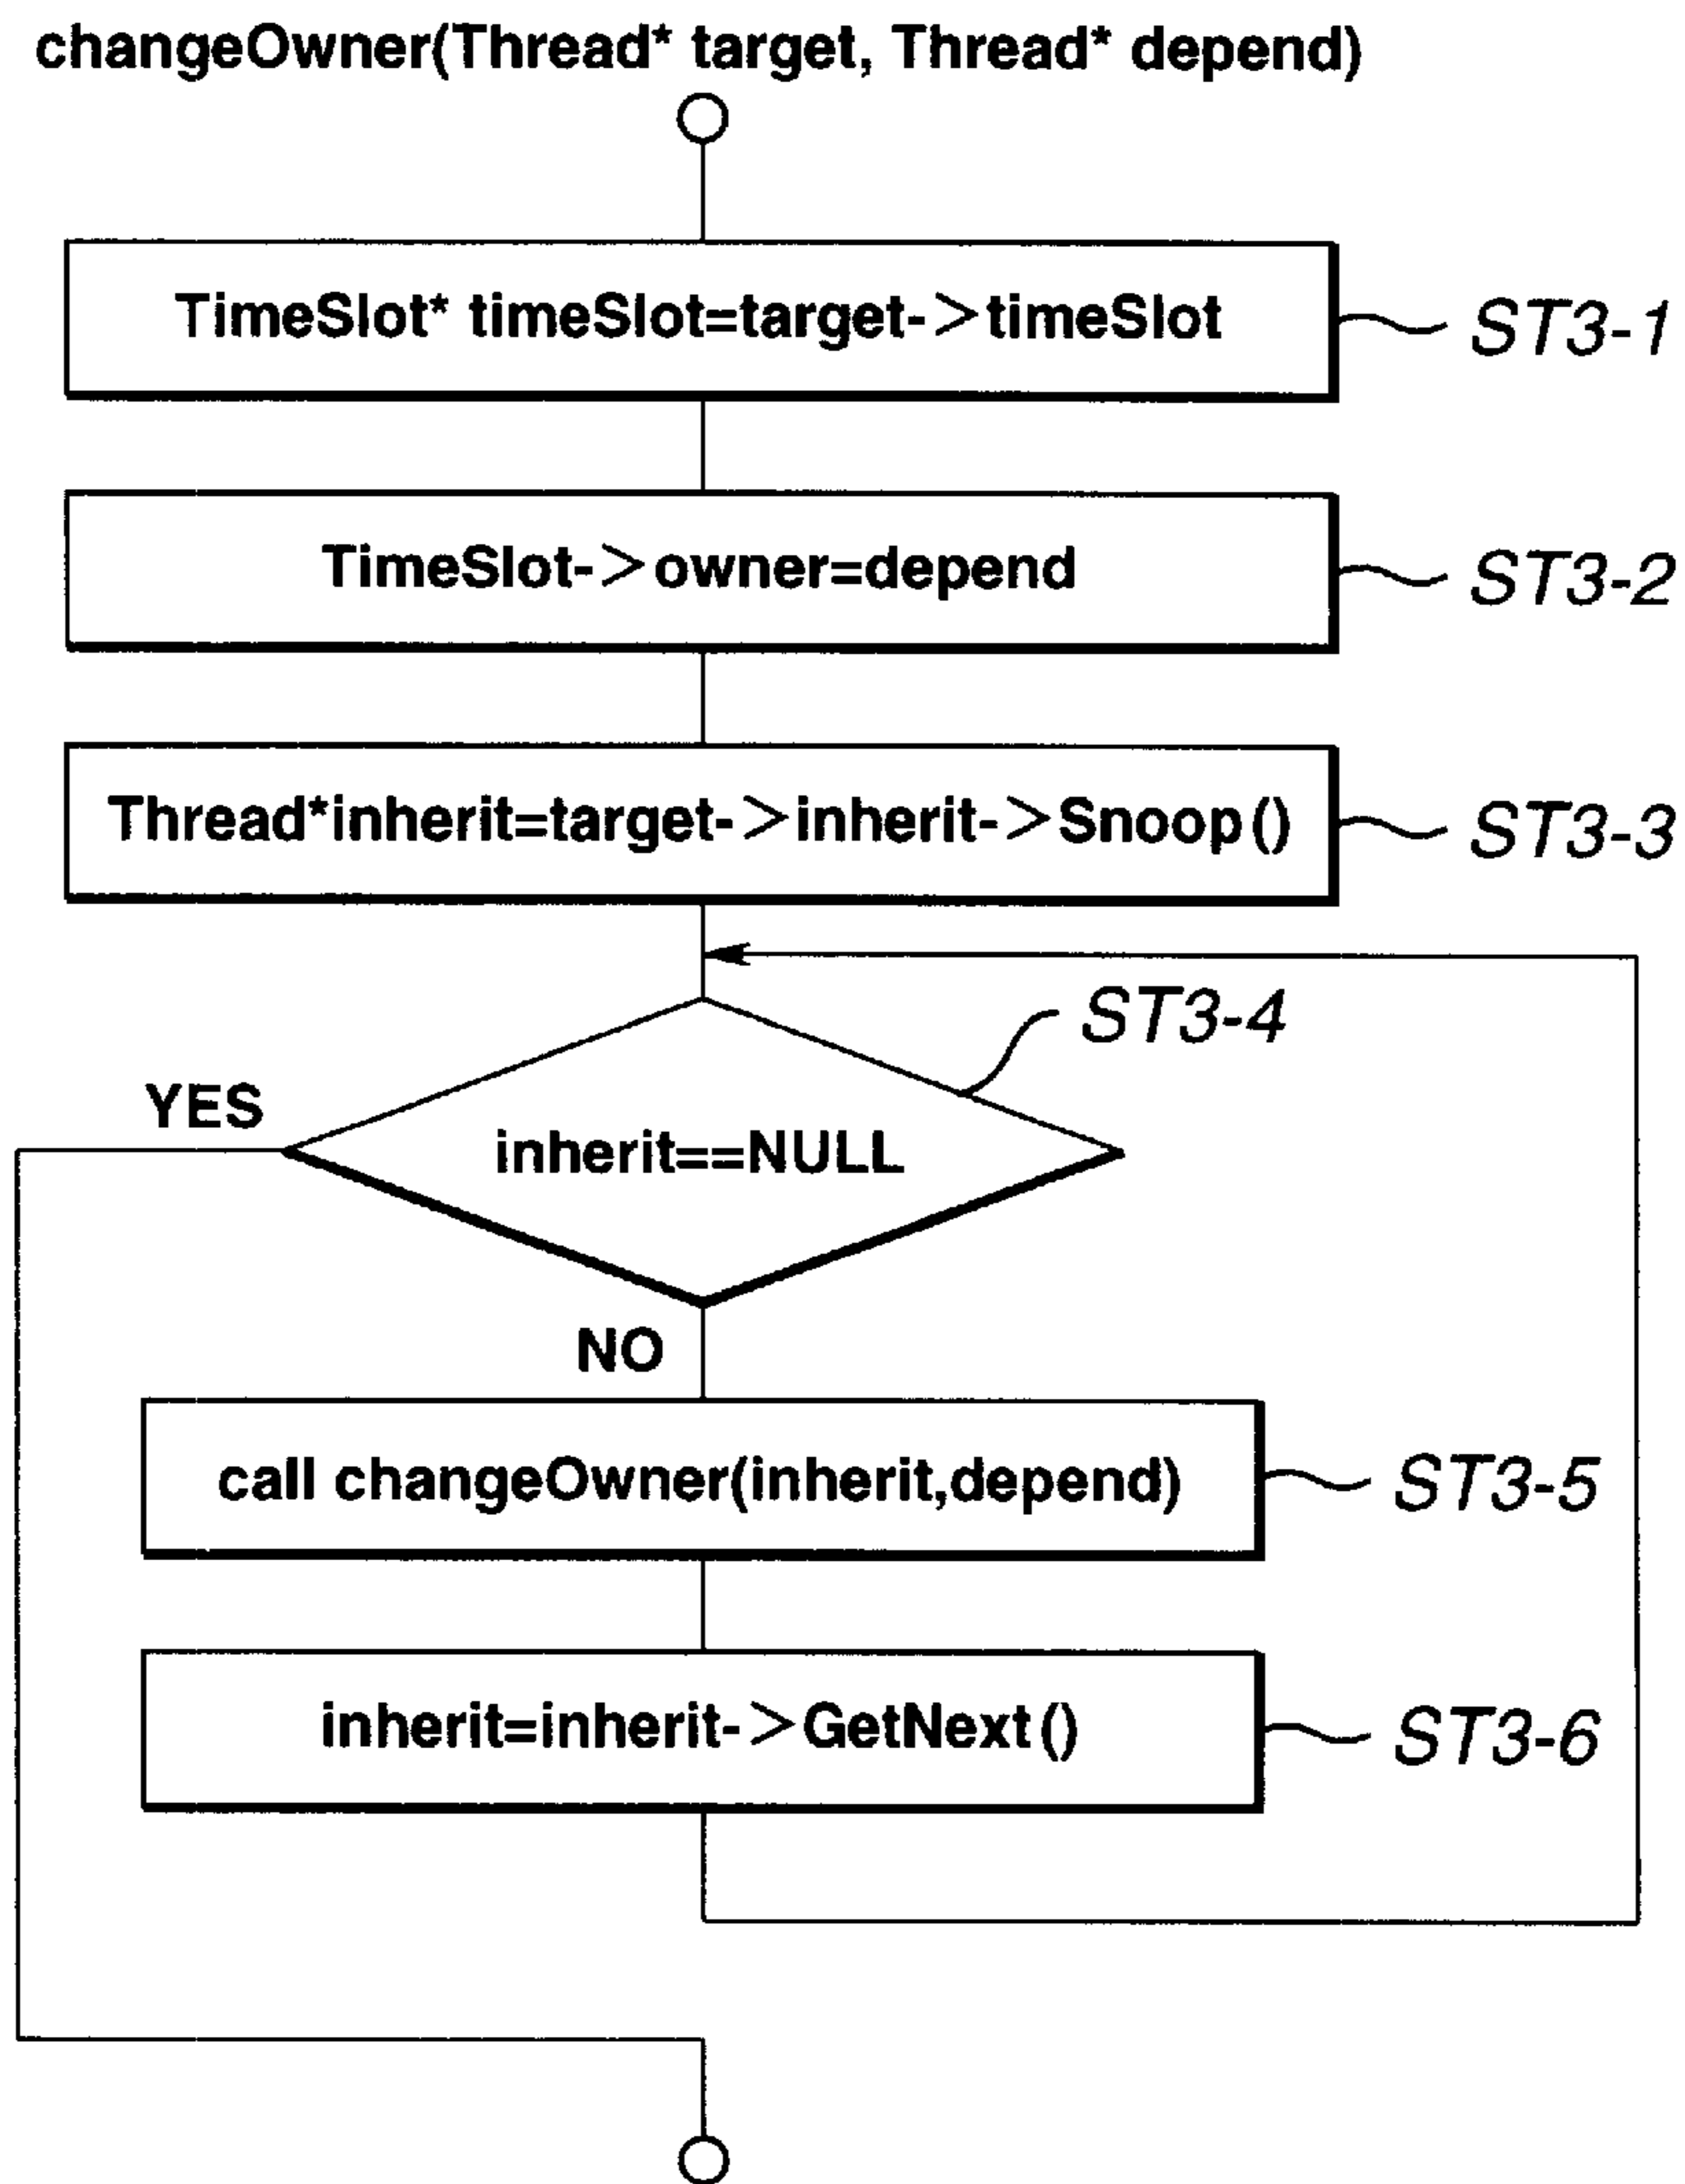 changeOwner(Thread* target, Thread* depend)
TimeSlot* timeSlot=target->timeSlot
ST3-1
TimeSlot->owner=depend
ST3-2
Thread*inherit=target->inherit->Snoop()
ST3-3
ST3-4
YES
inherit==NULL
NO
call changeOwner(inherit,depend)
ST3-5
inherit=inherit->GetNext()
ST3-6